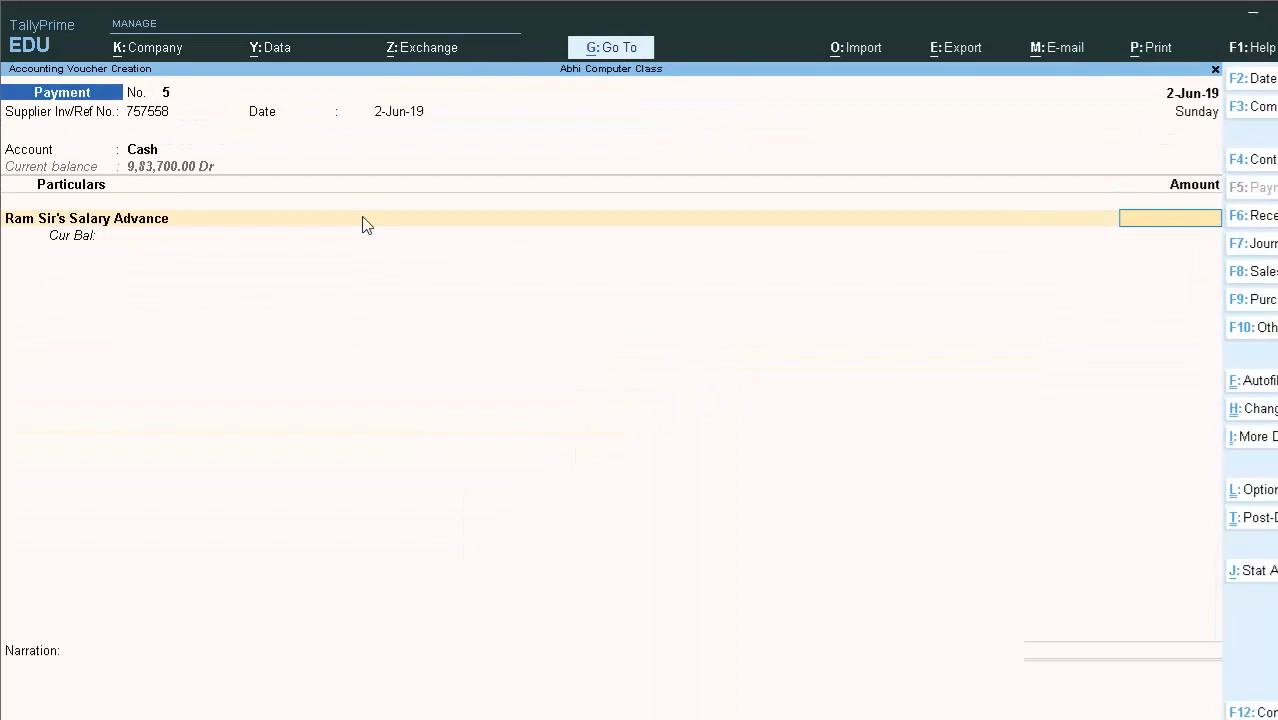 TallyPrime
EDU
MANAGE
K:Company Y:Data Z:Exchange G:Go To O:Import E:Export M:E-mail P:Print F1:Help
Accounting Voucher Creation Abhi Computer Class
Payment No. 5 2-Jun-19
Supplier Inv/Ref No.: 757558 Date : 2-Jun-19 Sunday
Account : Cash
Current balance : 9,83,700.00 Dr
Particulars Amount
Ram Sir's Salary Advance
Cur Bal:
Narration:
F2: Date
F3: Com
F4: Cont
F5: Payn
F6: Rece
F7: Journ
F8: Sales
F9: Purc
F10: Oth
F: Autofil
H: Chang
I: More D
L: Option
T: Post-D
J: Stat A
F12: Con